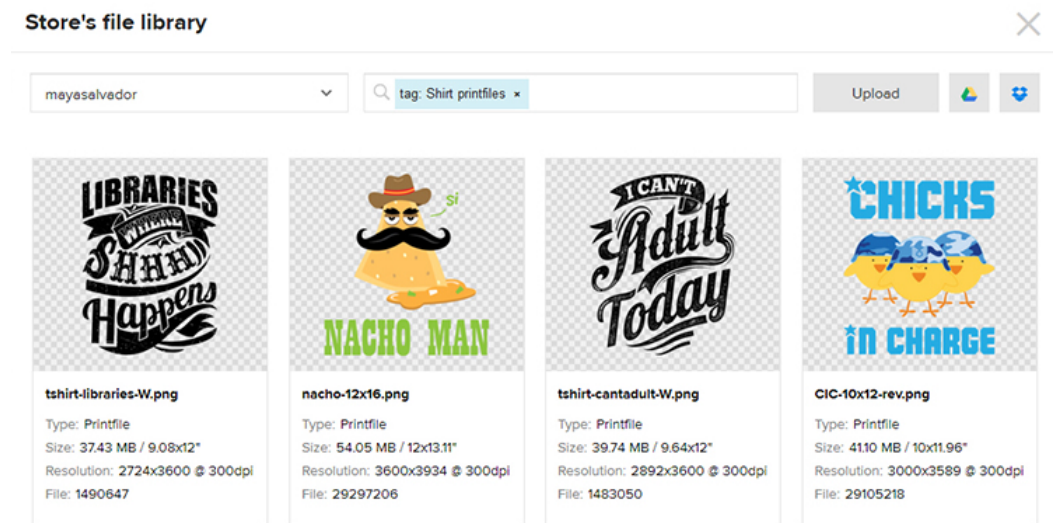 Store's file library
mayasalvador
tag: Shirt printfiles ×
Upload
LIBRARIES
WHERE
SHHH!!
Happens
tshirt-libraries-W.png
Type: Printfile
Size: 37.43 MB / 9.08x12"
Resolution: 2724x3600 @ 300dpi
File: 1490647
Si
NACHO MAN
nacho-12x16.png
Type: Printfile
Size: 54.05 MB / 12x13.11"
Resolution: 3600x3934 @ 300dpi
File: 29297206
I CAN'T
Adult
Today
tshirt-cantadult-W.png
Type: Printfile
Size: 39.74 MB / 9.64x12"
Resolution: 2892x3600 @ 300dpi
File: 1483050
CHICKS
in CHARGE
CIC-10x12-rev.png
Type: Printfile
Size: 41.10 MB / 10x11.96"
Resolution: 3000x3589 @ 300dpi
File: 29105218